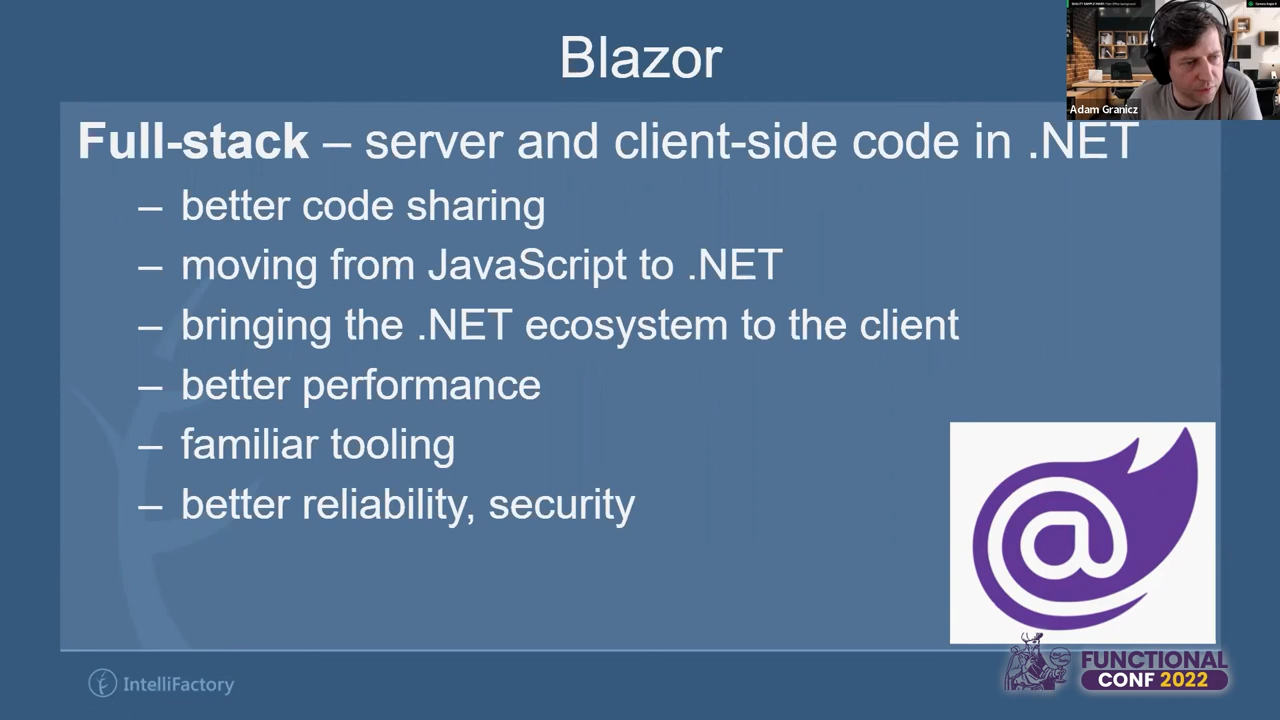 Blazor
Adam Granicz
Full-stack – server and client-side code in .NET
– better code sharing
– moving from JavaScript to .NET
– bringing the .NET ecosystem to the client
– better performance
– familiar tooling
– better reliability, security
@
IntelliFactory
FUNCTIONAL
CONF 2022